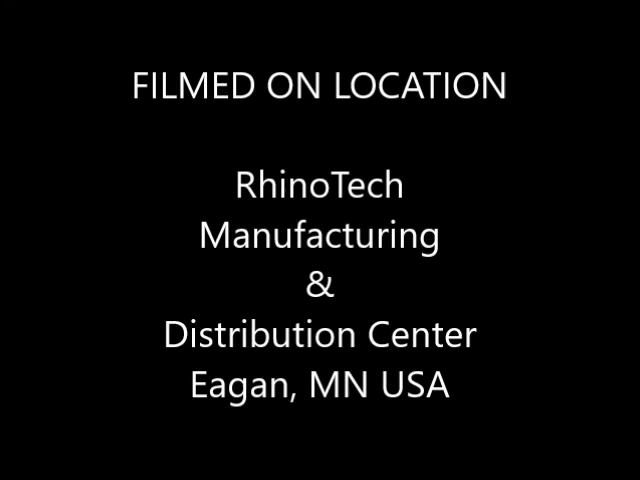 FILMED ON LOCATION
RhinoTech
Manufacturing
&
Distribution Center
Eagan, MN USA